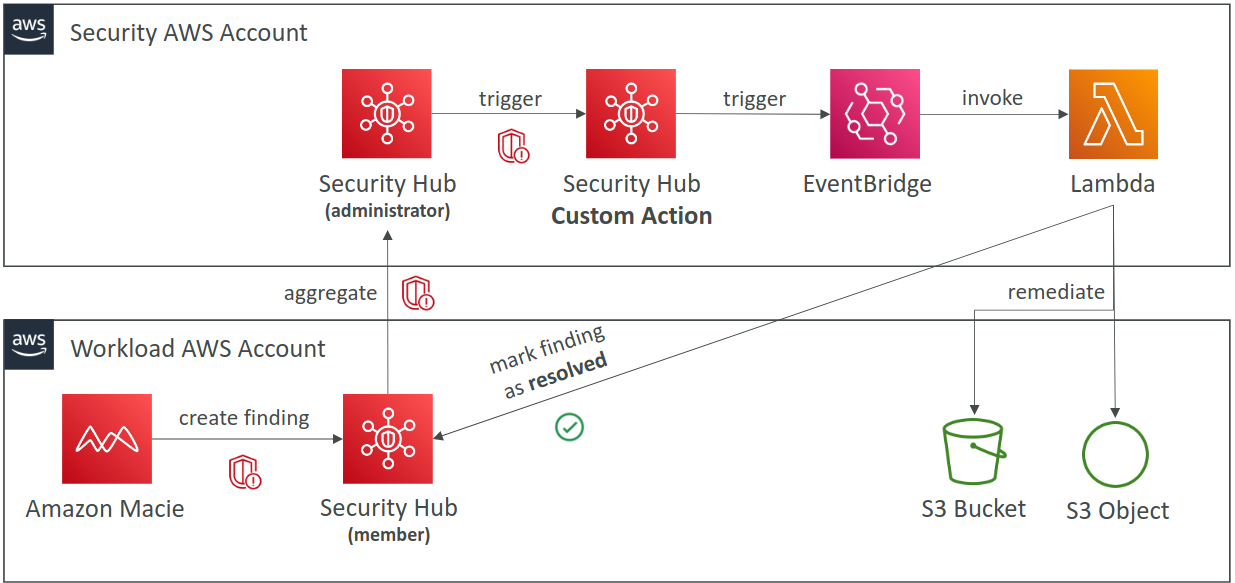 aws
Security AWS Account
trigger
trigger
invoke
Security Hub
(administrator)
Security Hub
Custom Action
EventBridge
Lambda
aggregate
remediate
aws
Workload AWS Account
mark finding
as resolved
create finding
Amazon Macie
Security Hub
(member)
S3 Bucket
S3 Object